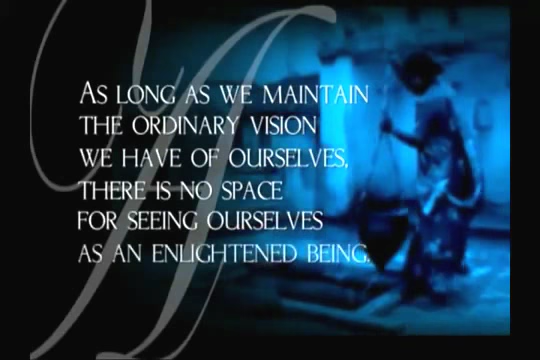 AS LONG AS WE MAINTAIN
THE ORDINARY VISION
WE HAVE OF OURSELVES,
THERE IS NO SPACE
FOR SEEING OURSELVES
AS AN ENLIGHTENED BEING.